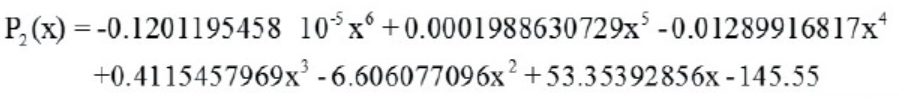 P₂(x) = -0.1201195458 10⁻⁵x⁶ +0.0001988630729x⁵ -0.01289916817x⁴
+0.4115457969x³ -6.606077096x² +53.35392856x -145.55